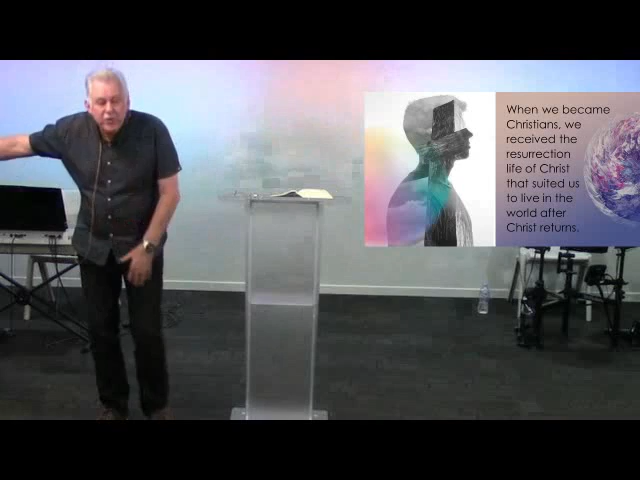 When we became
Christians, we
received the
resurrection
life of Christ
that suited us
to live in the
world after
Christ returns.